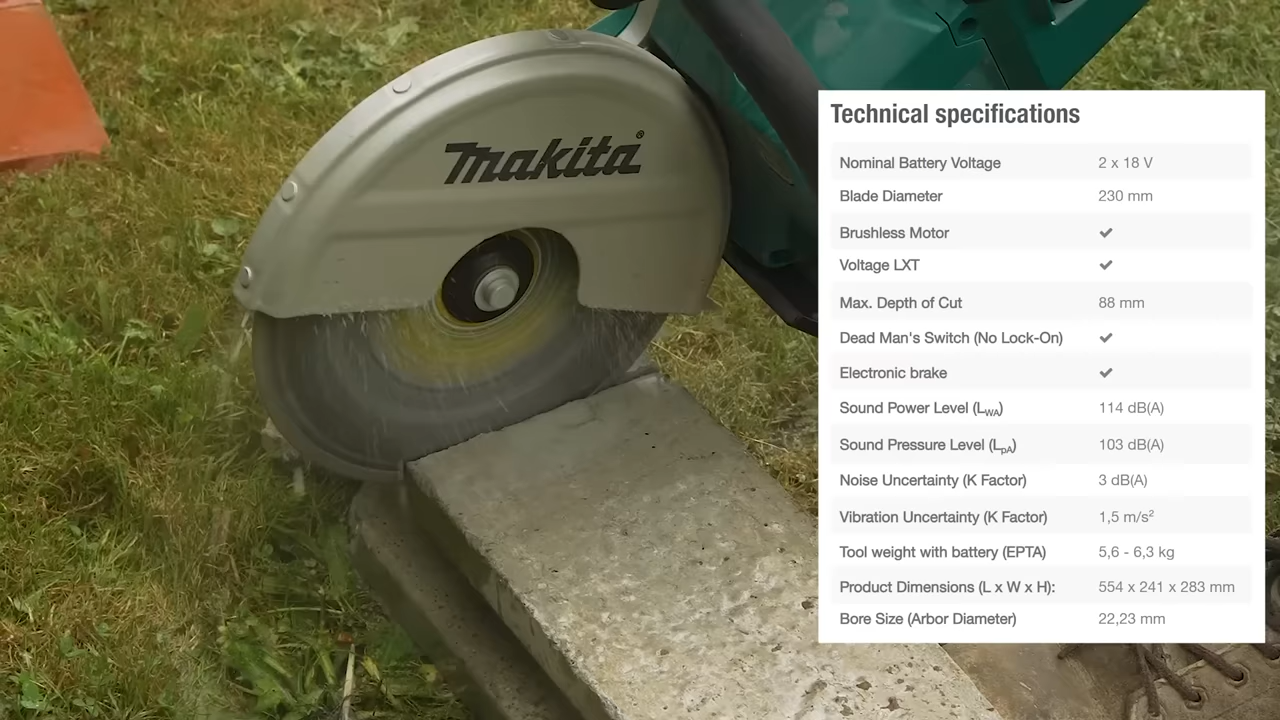 Makita®
Technical specifications
Nominal Battery Voltage 2 x 18 V
Blade Diameter 230 mm
Brushless Motor ✔
Voltage LXT ✔
Max. Depth of Cut 88 mm
Dead Man's Switch (No Lock-On) ✔
Electronic brake ✔
Sound Power Level (LWA) 114 dB(A)
Sound Pressure Level (LpA) 103 dB(A)
Noise Uncertainty (K Factor) 3 dB(A)
Vibration Uncertainty (K Factor) 1,5 m/s²
Tool weight with battery (EPTA) 5,6 - 6,3 kg
Product Dimensions (L x W x H): 554 x 241 x 283 mm
Bore Size (Arbor Diameter) 22,23 mm